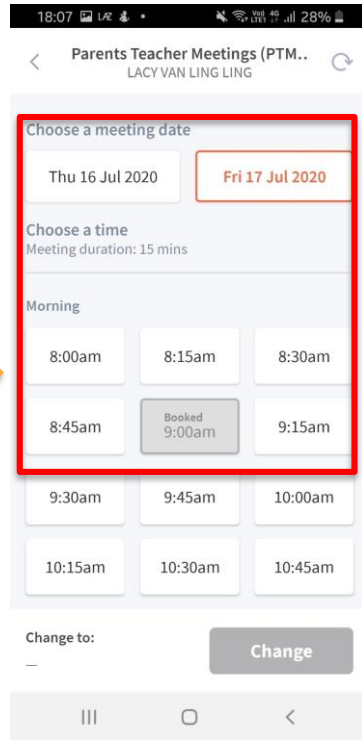 18:07 28%
Parents Teacher Meetings (PTM..
LACY VAN LING LING
Choose a meeting date
Thu 16 Jul 2020 Fri 17 Jul 2020
Choose a time
Meeting duration: 15 mins
Morning
8:00am 8:15am 8:30am
Booked
8:45am 9:00am 9:15am
9:30am 9:45am 10:00am
10:15am 10:30am 10:45am
Change to:
— Change